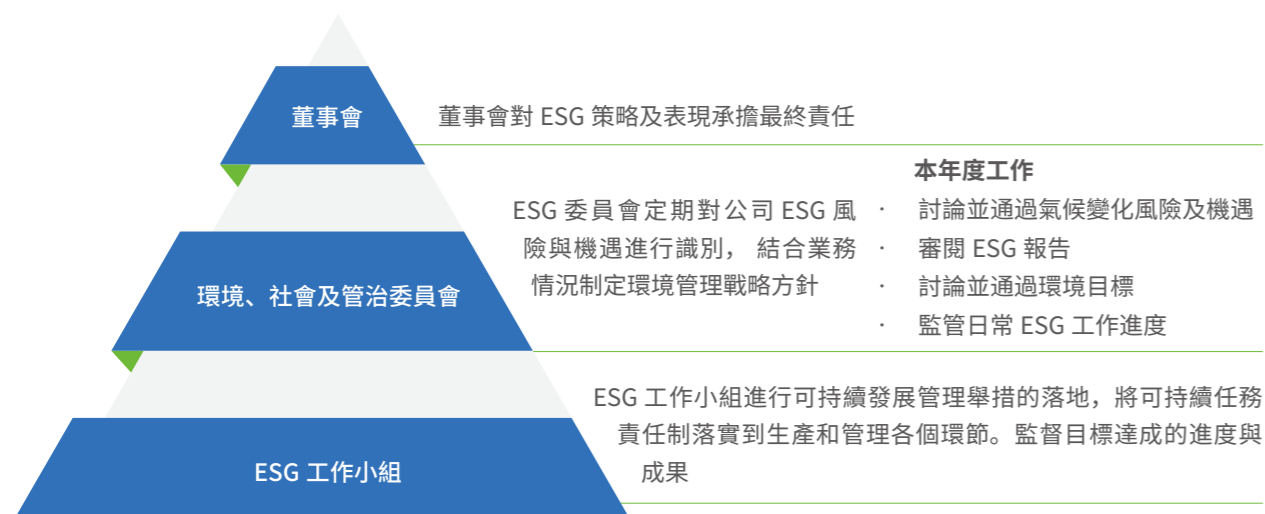 董事會
董事會對 ESG 策略及表現承擔最終責任
環境、社會及管治委員會
ESG 委員會定期對公司 ESG 風
險與機遇進行識別， 結合業務
情況制定環境管理戰略方針
本年度工作
· 討論並通過氣候變化風險及機遇
· 審閱 ESG 報告
· 討論並通過環境目標
· 監管日常 ESG 工作進度
ESG 工作小組
ESG 工作小組進行可持續發展管理舉措的落地，將可持續任務
責任制落實到生產和管理各個環節。監督目標達成的進度與
成果